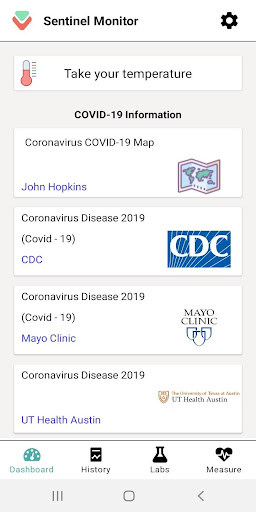 Sentinel Monitor
Take your temperature
COVID-19 Information
Coronavirus COVID-19 Map
John Hopkins
Coronavirus Disease 2019
(Covid - 19)
CDC
CDC
Coronavirus Disease 2019
(Covid - 19)
MAYO
CLINIC
Mayo Clinic
Coronavirus Disease 2019
The University of Texas at Austin
UT Health Austin
UT Health Austin
Dashboard
History
Labs
Measure